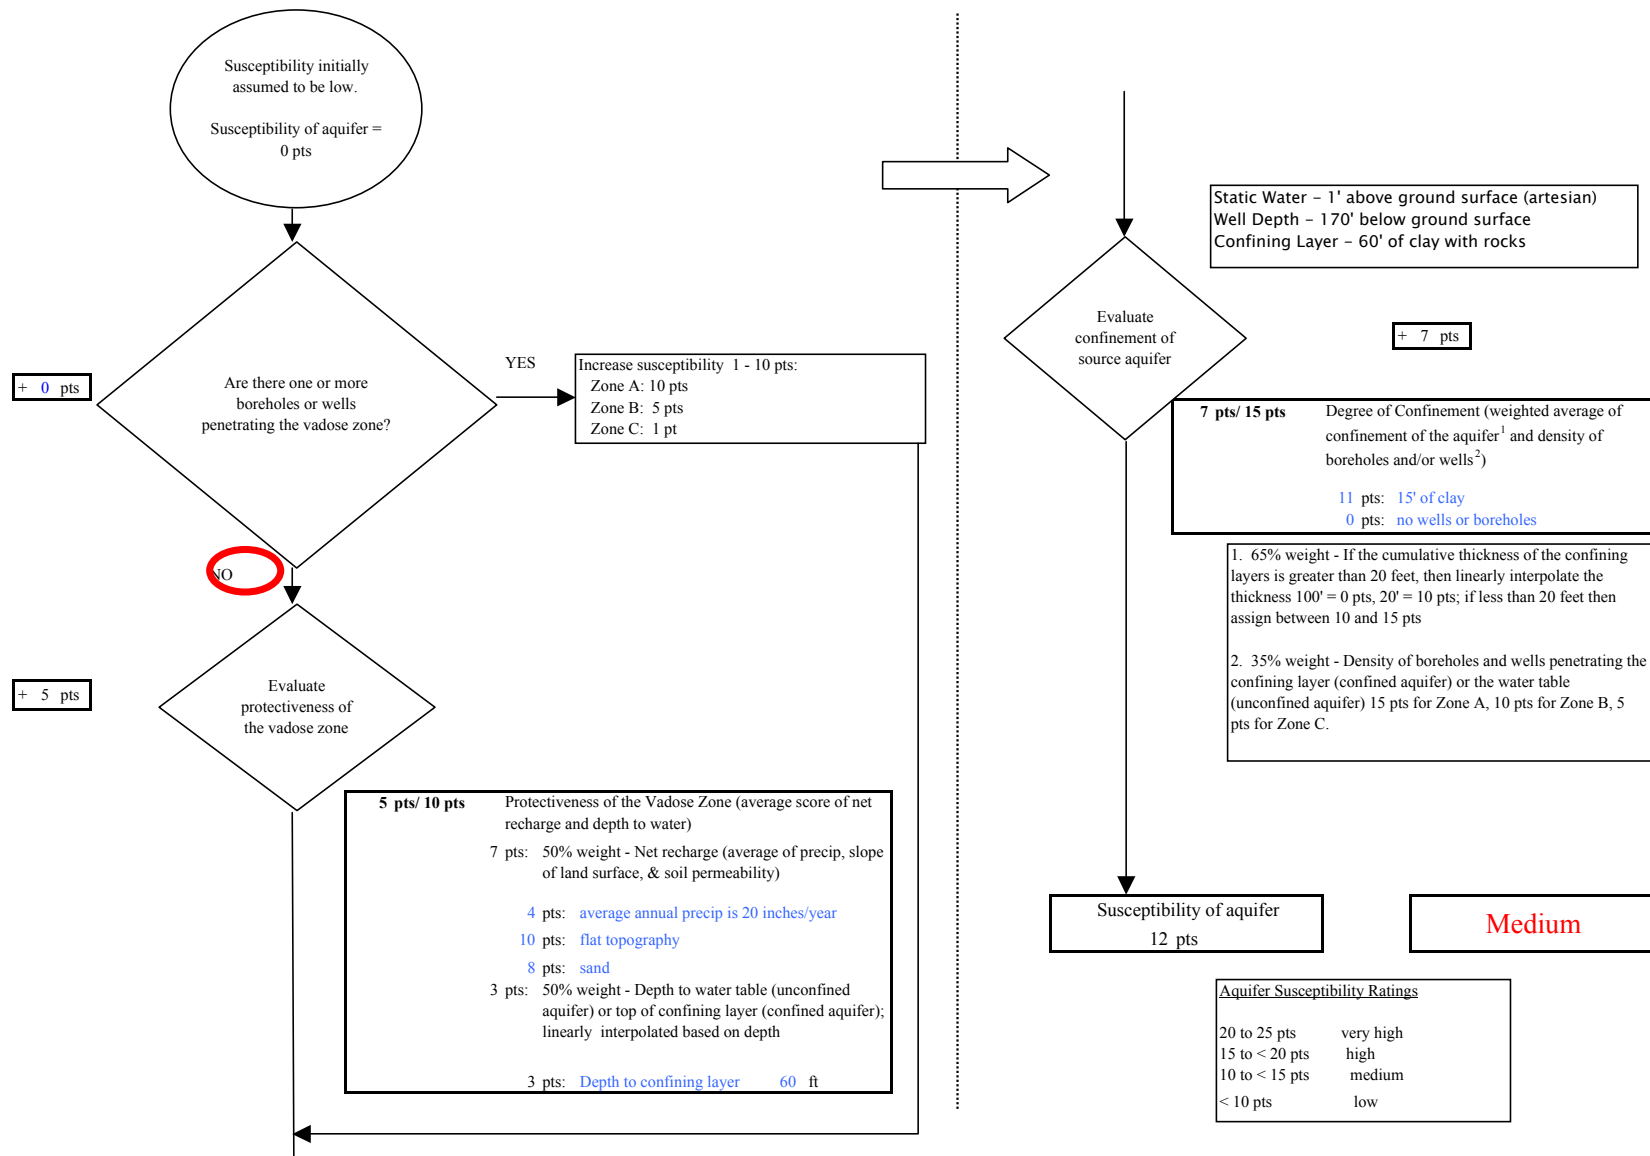 Susceptibility initially
assumed to be low.
Susceptibility of aquifer =
0 pts
+ 0 pts
Are there one or more
boreholes or wells
penetrating the vadose zone?
YES
Increase susceptibility 1 - 10 pts:
Zone A: 10 pts
Zone B: 5 pts
Zone C: 1 pt
NO
+ 5 pts
Evaluate
protectiveness of
the vadose zone
5 pts/ 10 pts Protectiveness of the Vadose Zone (average score of net
recharge and depth to water)
7 pts: 50% weight - Net recharge (average of precip, slope
of land surface, & soil permeability)
4 pts: average annual precip is 20 inches/year
10 pts: flat topography
8 pts: sand
3 pts: 50% weight - Depth to water table (unconfined
aquifer) or top of confining layer (confined aquifer);
linearly interpolated based on depth
3 pts: Depth to confining layer 60 ft
Static Water – 1' above ground surface (artesian)
Well Depth – 170' below ground surface
Confining Layer – 60' of clay with rocks
Evaluate
confinement of
source aquifer
+ 7 pts
7 pts/ 15 pts Degree of Confinement (weighted average of
confinement of the aquifer1 and density of
boreholes and/or wells2)
11 pts: 15' of clay
0 pts: no wells or boreholes
1. 65% weight - If the cumulative thickness of the confining
layers is greater than 20 feet, then linearly interpolate the
thickness 100' = 0 pts, 20' = 10 pts; if less than 20 feet then
assign between 10 and 15 pts
2. 35% weight - Density of boreholes and wells penetrating the
confining layer (confined aquifer) or the water table
(unconfined aquifer) 15 pts for Zone A, 10 pts for Zone B, 5
pts for Zone C.
Susceptibility of aquifer
12 pts
Medium
Aquifer Susceptibility Ratings
20 to 25 pts very high
15 to < 20 pts high
10 to < 15 pts medium
< 10 pts low